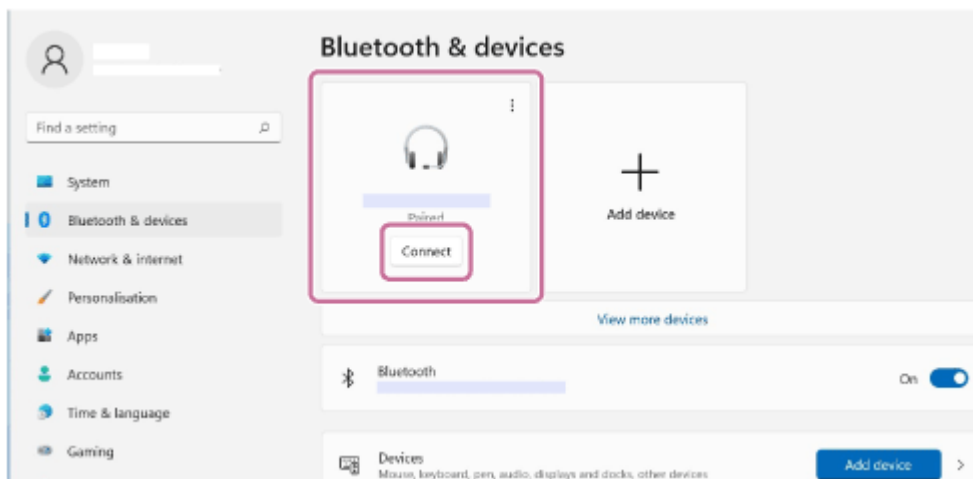 Bluetooth & devices
Find a setting
System
Bluetooth & devices
Network & internet
Personalisation
Apps
Accounts
Time & language
Gaming
Paired
Connect
Add device
View more devices
Bluetooth
On
Devices
Mouse, keyboard, pen, audio, displays and docks, other devices
Add device